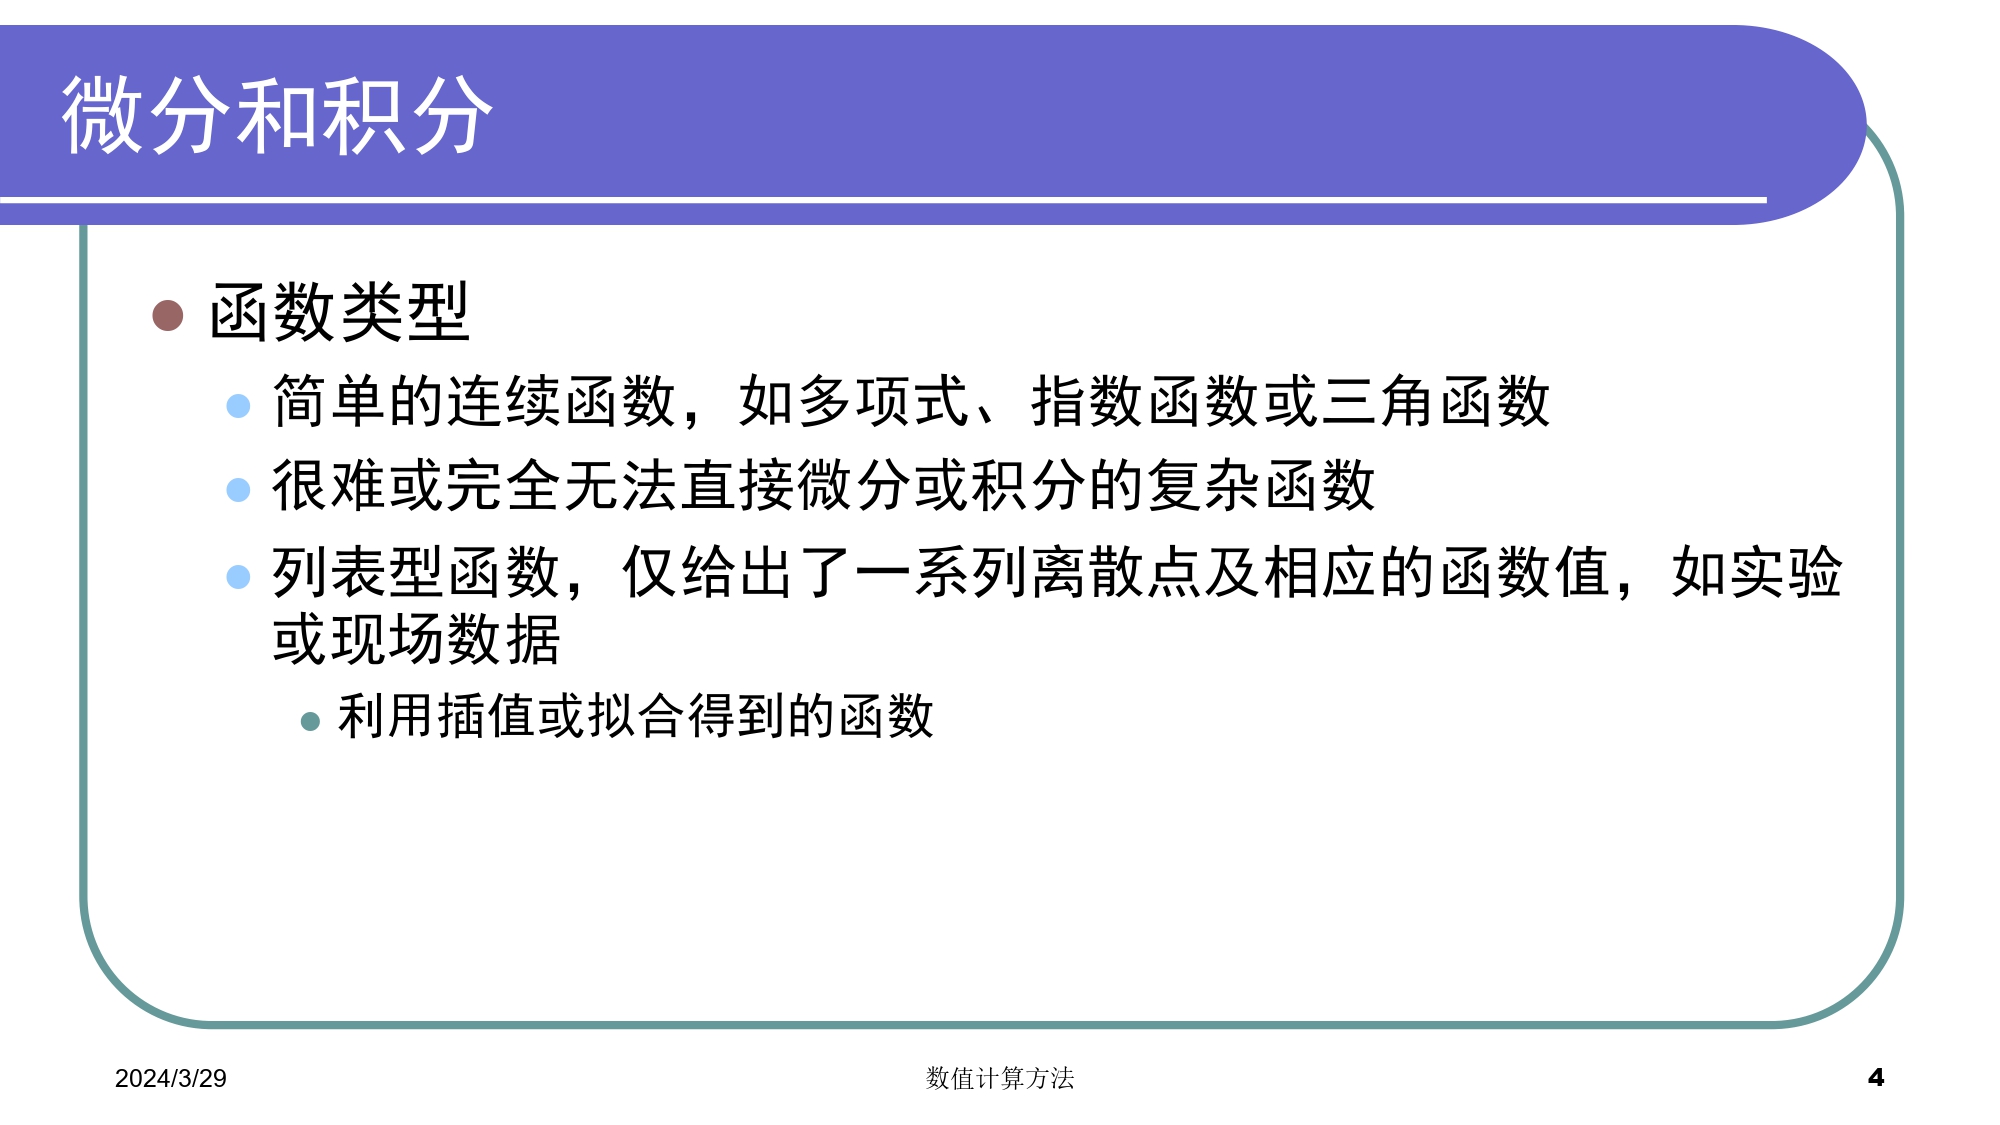 微分和积分
函数类型
简单的连续函数，如多项式、指数函数或三角函数
很难或完全无法直接微分或积分的复杂函数
列表型函数，仅给出了一系列离散点及相应的函数值，如实验
或现场数据
利用插值或拟合得到的函数
2024/3/29
数值计算方法
4